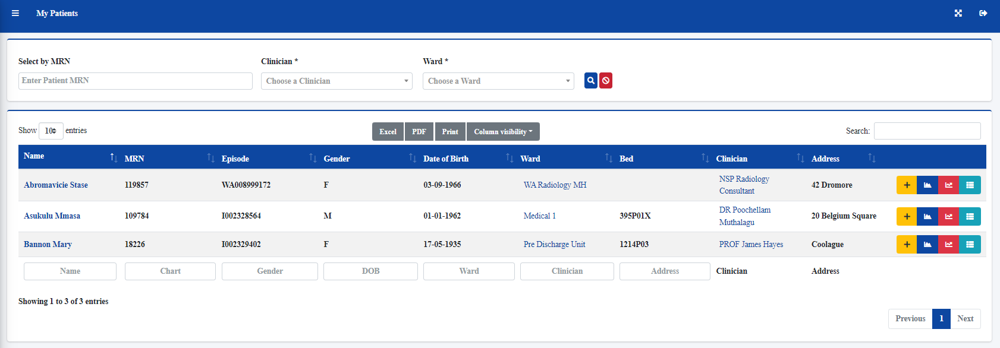 My Patients
Select by MRN Clinician * Ward *
Enter Patient MRN Choose a Clinician Choose a Ward
Show 10 entries Excel PDF Print Column visibility Search:
Name MRN Episode Gender Date of Birth Ward Bed Clinician Address
Abromavicie Stase 119857 WA008999172 F 03-09-1966 WA Radiology MH NSP Radiology Consultant 42 Dromore
Asukulu Mmasa 109784 I002328564 M 01-01-1962 Medical 1 395P01X DR Poochellam Muthalagu 20 Belgium Square
Bannon Mary 18226 I002329402 F 17-05-1935 Pre Discharge Unit 1214P03 PROF James Hayes Coolague
Name Chart Gender DOB Ward Clinician Address Clinician Address
Showing 1 to 3 of 3 entries
Previous 1 Next